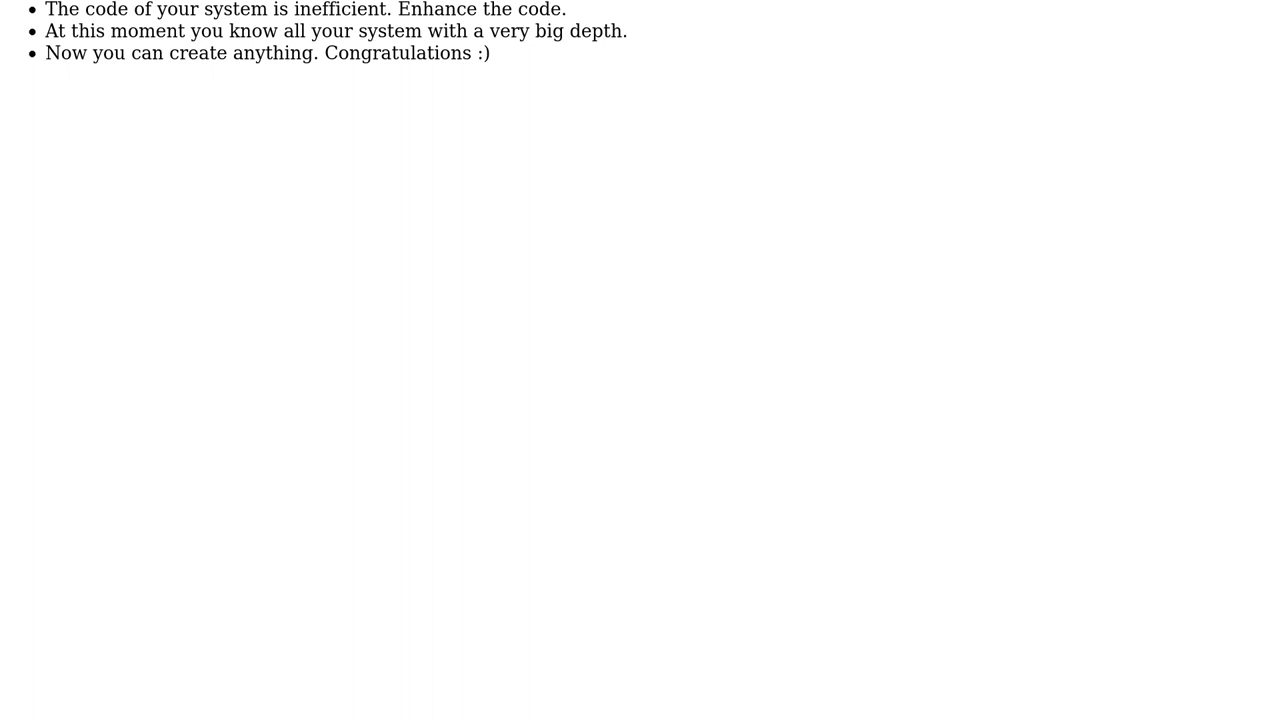 • The code of your system is inefficient. Enhance the code.
• At this moment you know all your system with a very big depth.
• Now you can create anything. Congratulations :)